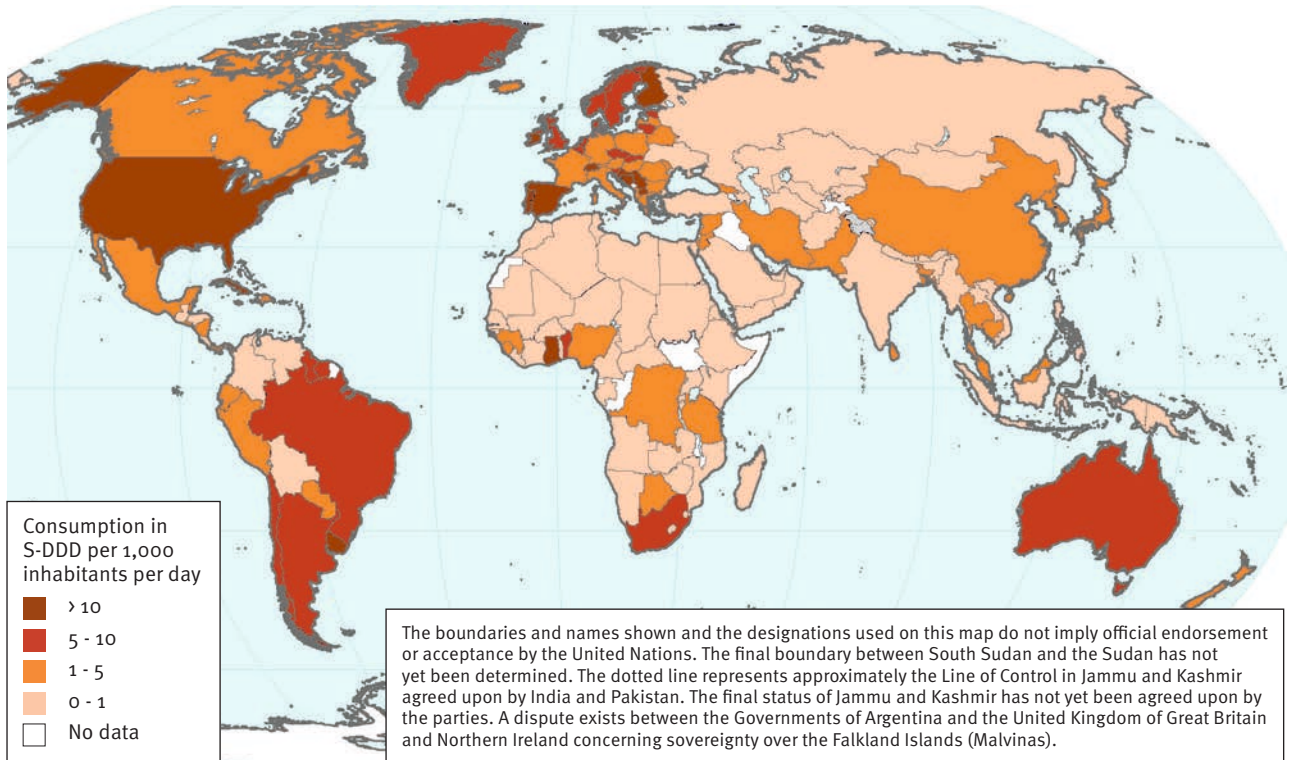 Consumption in
S-DDD per 1,000
inhabitants per day
> 10
5 - 10
1 - 5
0 - 1
No data
The boundaries and names shown and the designations used on this map do not imply official endorsement
or acceptance by the United Nations. The final boundary between South Sudan and the Sudan has not
yet been determined. The dotted line represents approximately the Line of Control in Jammu and Kashmir
agreed upon by India and Pakistan. The final status of Jammu and Kashmir has not yet been agreed upon by
the parties. A dispute exists between the Governments of Argentina and the United Kingdom of Great Britain
and Northern Ireland concerning sovereignty over the Falkland Islands (Malvinas).